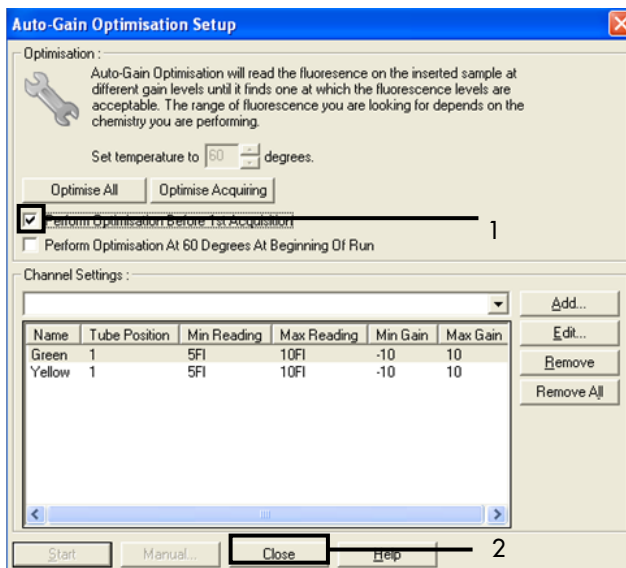 Auto-Gain Optimisation Setup
Optimisation :
Auto-Gain Optimisation will read the fluoresence on the inserted sample at
different gain levels until it finds one at which the fluorescence levels are
acceptable. The range of fluorescence you are looking for depends on the
chemistry you are performing.
Set temperature to 60 degrees.
Optimise All Optimise Acquiring
Perform Optimisation Before 1st Acquisition 1
Perform Optimisation At 60 Degrees At Beginning Of Run
Channel Settings :
Add...
Name Tube Position Min Reading Max Reading Min Gain Max Gain Edit...
Green 1 5Fl 10Fl -10 10
Yellow 1 5Fl 10Fl -10 10
Remove
Remove All
Start Manual... Close Help 2